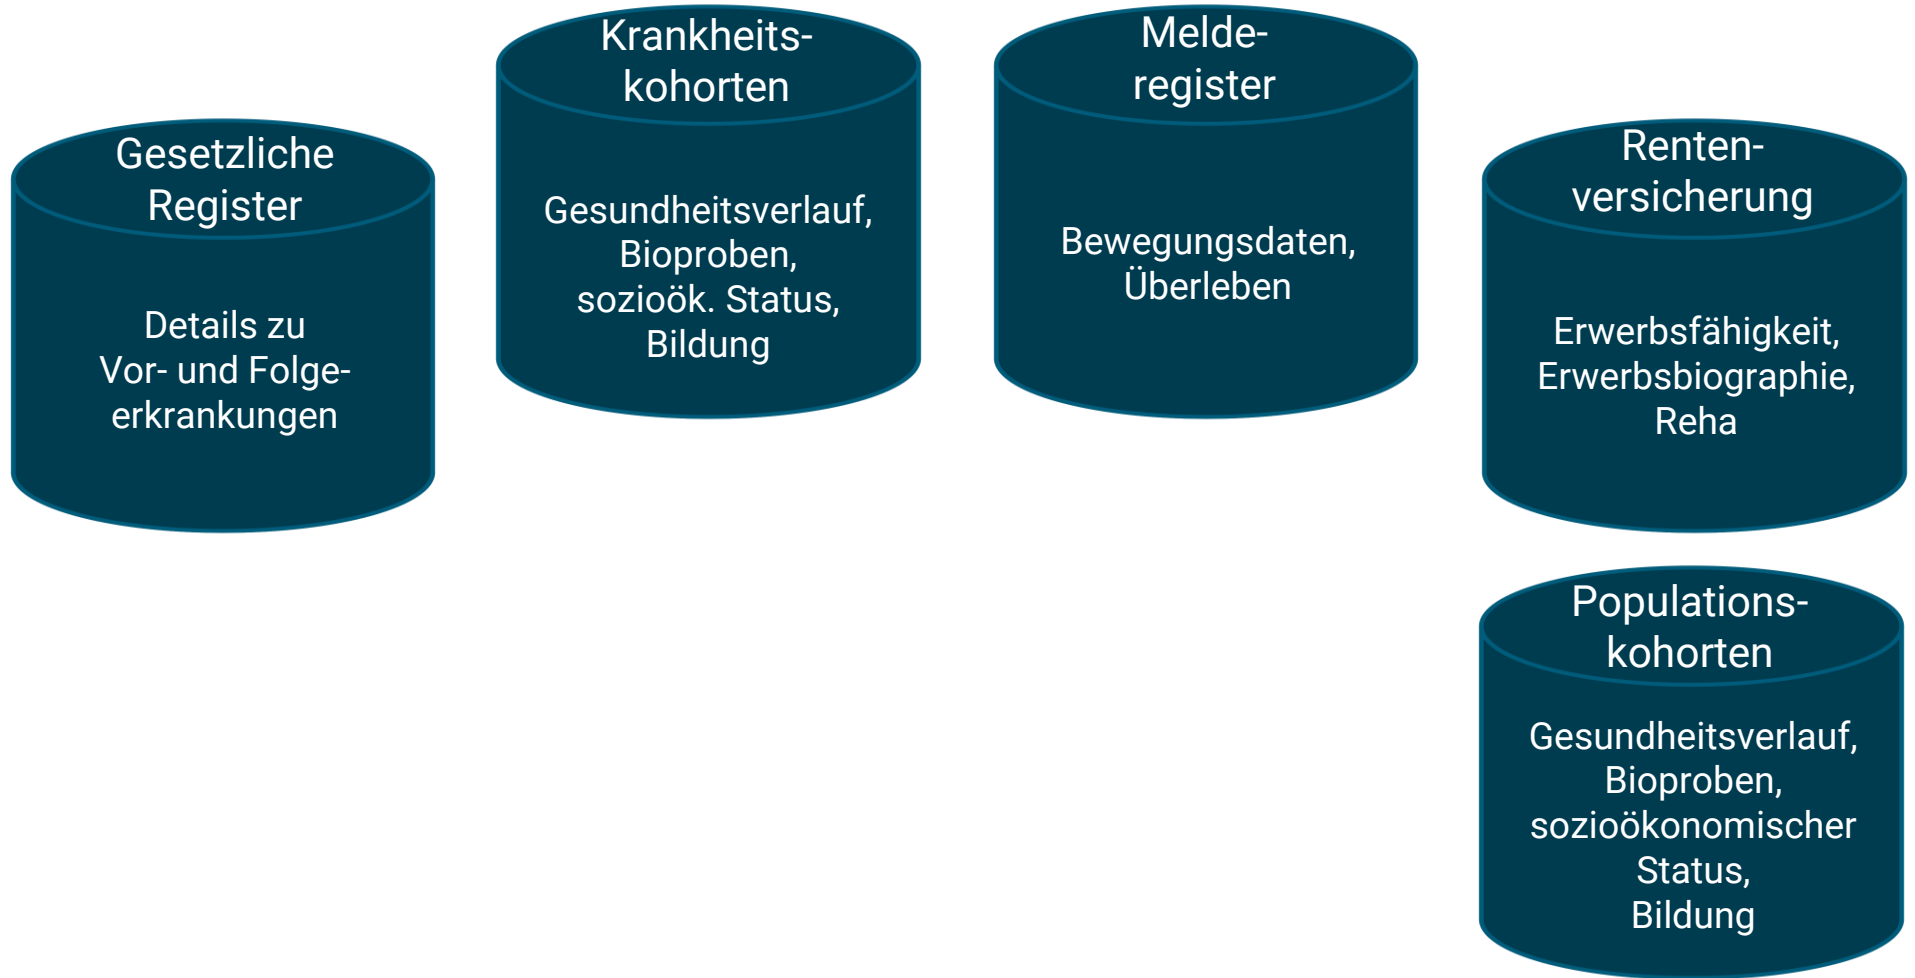 Gesetzliche
Register
Details zu
Vor- und Folge-
erkrankungen
Krankheits-
kohorten
Gesundheitsverlauf,
Bioproben,
sozioök. Status,
Bildung
Melde-
register
Bewegungsdaten,
Überleben
Renten-
versicherung
Erwerbsfähigkeit,
Erwerbsbiographie,
Reha
Populations-
kohorten
Gesundheitsverlauf,
Bioproben,
sozioökonomischer
Status,
Bildung